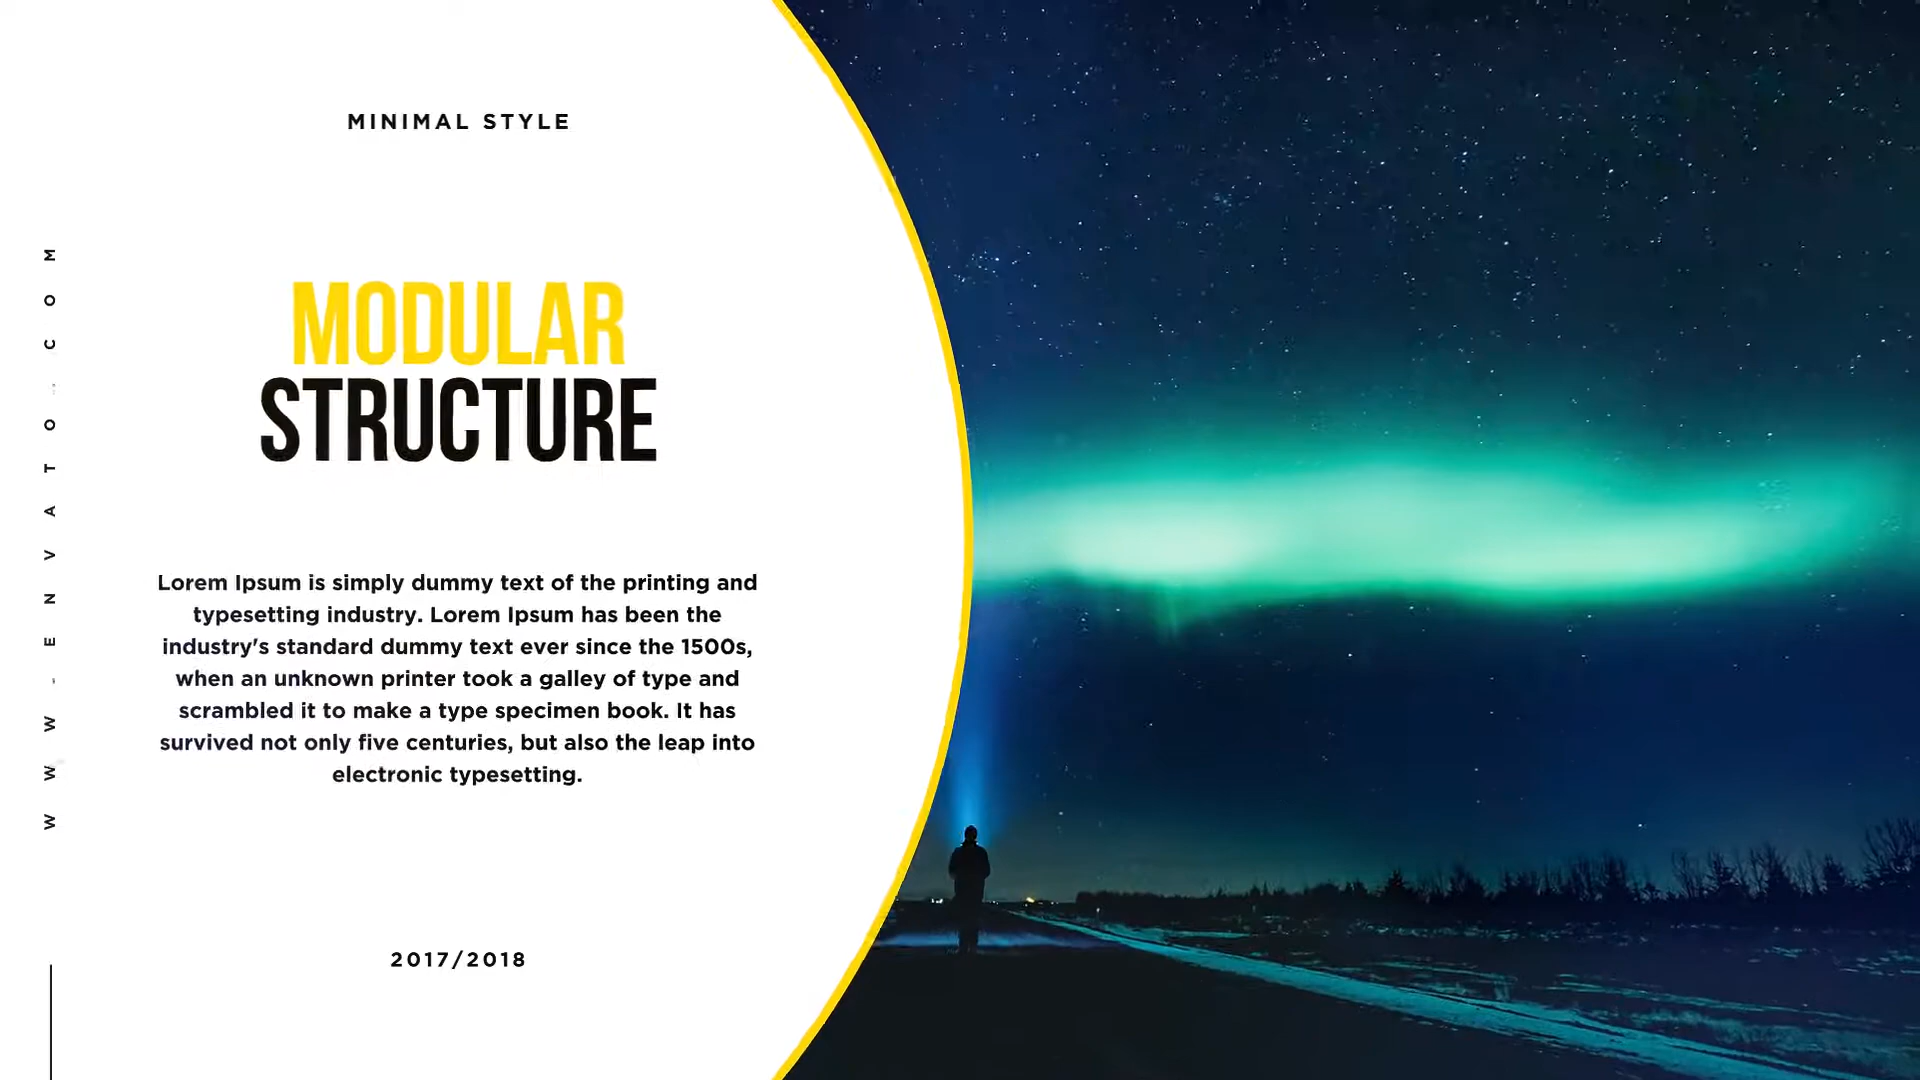 MINIMAL STYLE
MODULAR
STRUCTURE
Lorem Ipsum is simply dummy text of the printing and
typesetting industry. Lorem Ipsum has been the
industry's standard dummy text ever since the 1500s,
when an unknown printer took a galley of type and
scrambled it to make a type specimen book. It has
survived not only five centuries, but also the leap into
electronic typesetting.
2017/2018
WWW.ENVATO.COM